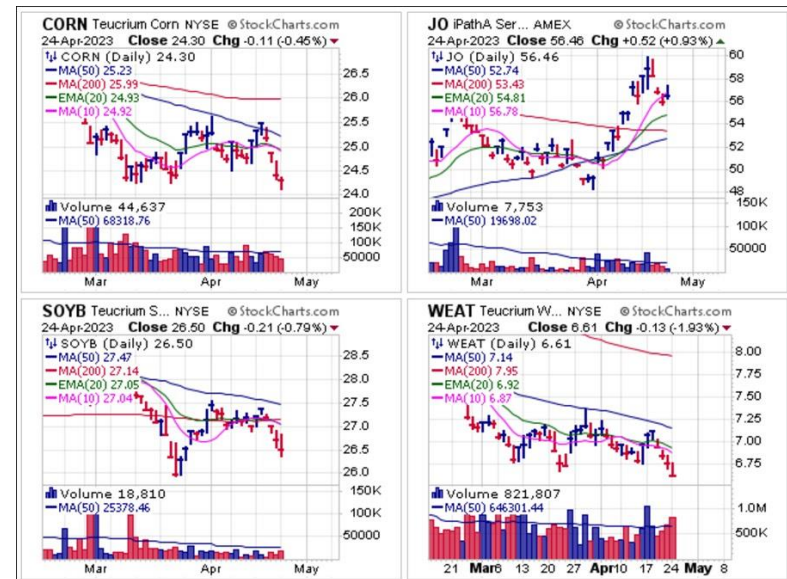 CORN Teucrium Corn NYSE © StockCharts.com
24-Apr-2023 Close 24.30 Chg -0.11 (-0.45%)
CORN (Daily) 24.30
MA(50) 25.23
MA(200) 25.99
EMA(20) 24.93
MA(10) 24.92
26.5
26.0
25.5
25.0
24.5
24.0
Volume 44,637
MA(50) 68318.76
200K
150K
100K
50000
Mar Apr May
JO iPathA Ser... AMEX © StockCharts.com
24-Apr-2023 Close 56.46 Chg +0.52 (+0.93%)
JO (Daily) 56.46
MA(50) 52.74
MA(200) 53.43
EMA(20) 54.81
MA(10) 56.78
60
58
56
54
52
50
48
Volume 7,753
MA(50) 19698.02
150K
100K
50000
Mar Apr May
SOYB Teucrium S... NYSE © StockCharts.com
24-Apr-2023 Close 26.50 Chg -0.21 (-0.79%)
SOYB (Daily) 26.50
MA(50) 27.47
MA(200) 27.14
EMA(20) 27.05
MA(10) 27.04
28.5
28.0
27.5
27.0
26.5
26.0
Volume 18,810
MA(50) 25378.46
150K
100K
50000
Mar Apr May
WEAT Teucrium W... NYSE © StockCharts.com
24-Apr-2023 Close 6.61 Chg -0.13 (-1.93%)
WEAT (Daily) 6.61
MA(50) 7.14
MA(200) 7.95
EMA(20) 6.92
MA(10) 6.87
8.00
7.75
7.50
7.25
7.00
6.75
Volume 821,807
MA(50) 646301.44
1.0M
500K
21 Mar6 13 20 27 Apr10 17 24 May 8